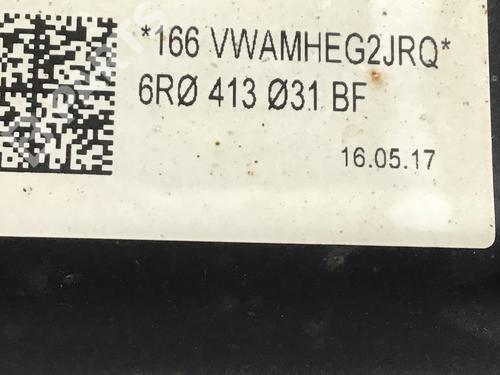 *166 VWAMHEG2JRQ*
6RØ 413 Ø31 BF
16.05.17